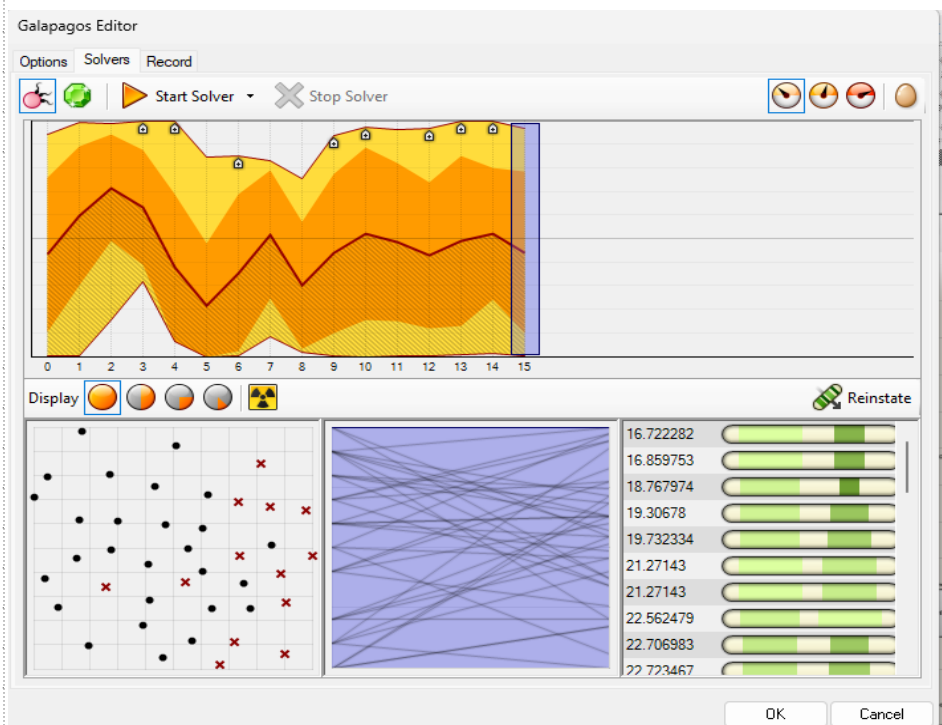 Galapagos Editor
Options Solvers Record
Start Solver Stop Solver
0 1 2 3 4 5 6 7 8 9 10 11 12 13 14 15
Display Reinstate
16.722282
16.859753
18.767974
19.30678
19.732334
21.27143
21.27143
22.562479
22.706983
22.723467
OK Cancel